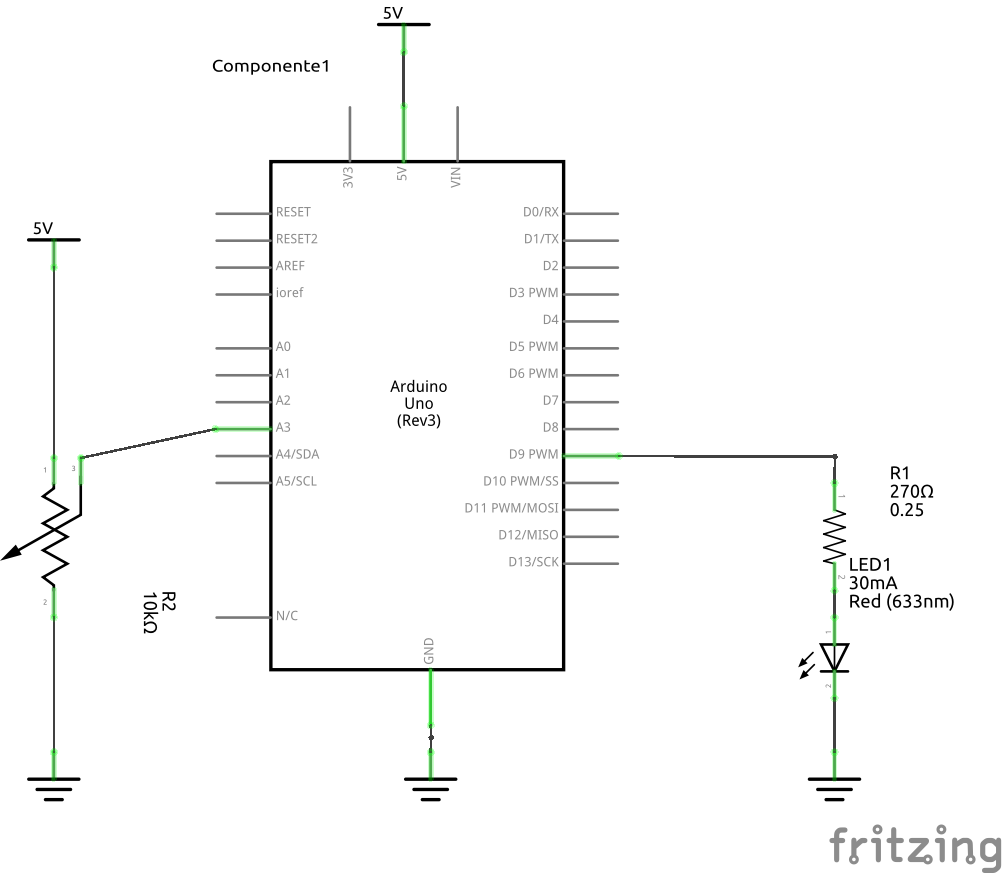 5V
Componente1
3V3
5V
VIN
5V
RESET
RESET2
AREF
ioref
A0
A1
A2
A3
A4/SDA
A5/SCL
N/C
Arduino
Uno
(Rev3)
D0/RX
D1/TX
D2
D3 PWM
D4
D5 PWM
D6 PWM
D7
D8
D9 PWM
D10 PWM/SS
D11 PWM/MOSI
D12/MISO
D13/SCK
GND
1
3
2
R2
10kΩ
R1
270Ω
0.25
1
2
LED1
30mA
Red (633nm)
1
2
fritzing